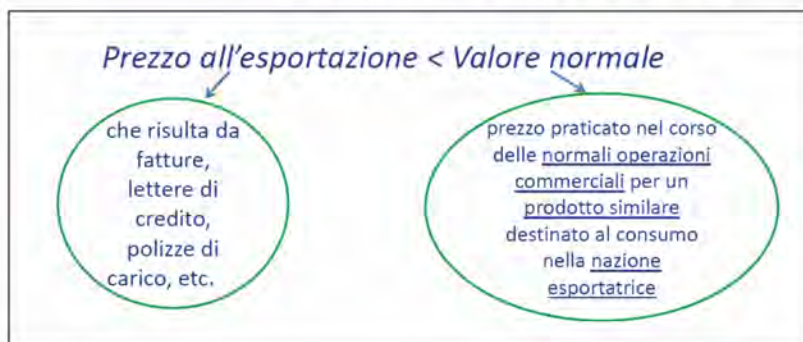 Prezzo all'esportazione < Valore normale
che risulta da
fatture,
lettere di
credito,
polizze di
carico, etc.
prezzo praticato nel corso
delle normali operazioni
commerciali per un
prodotto similare
destinato al consumo
nella nazione
esportatrice